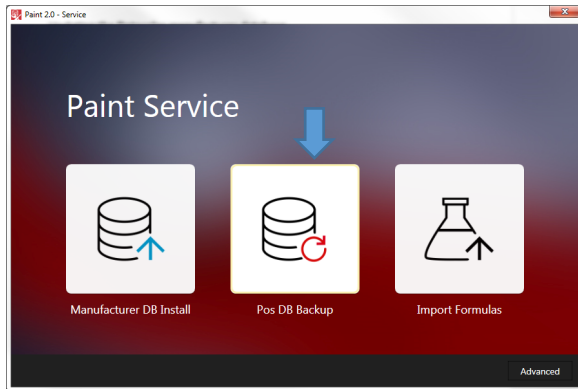 Paint 2.0 - Service
Paint Service
Manufacturer DB Install
Pos DB Backup
Import Formulas
Advanced